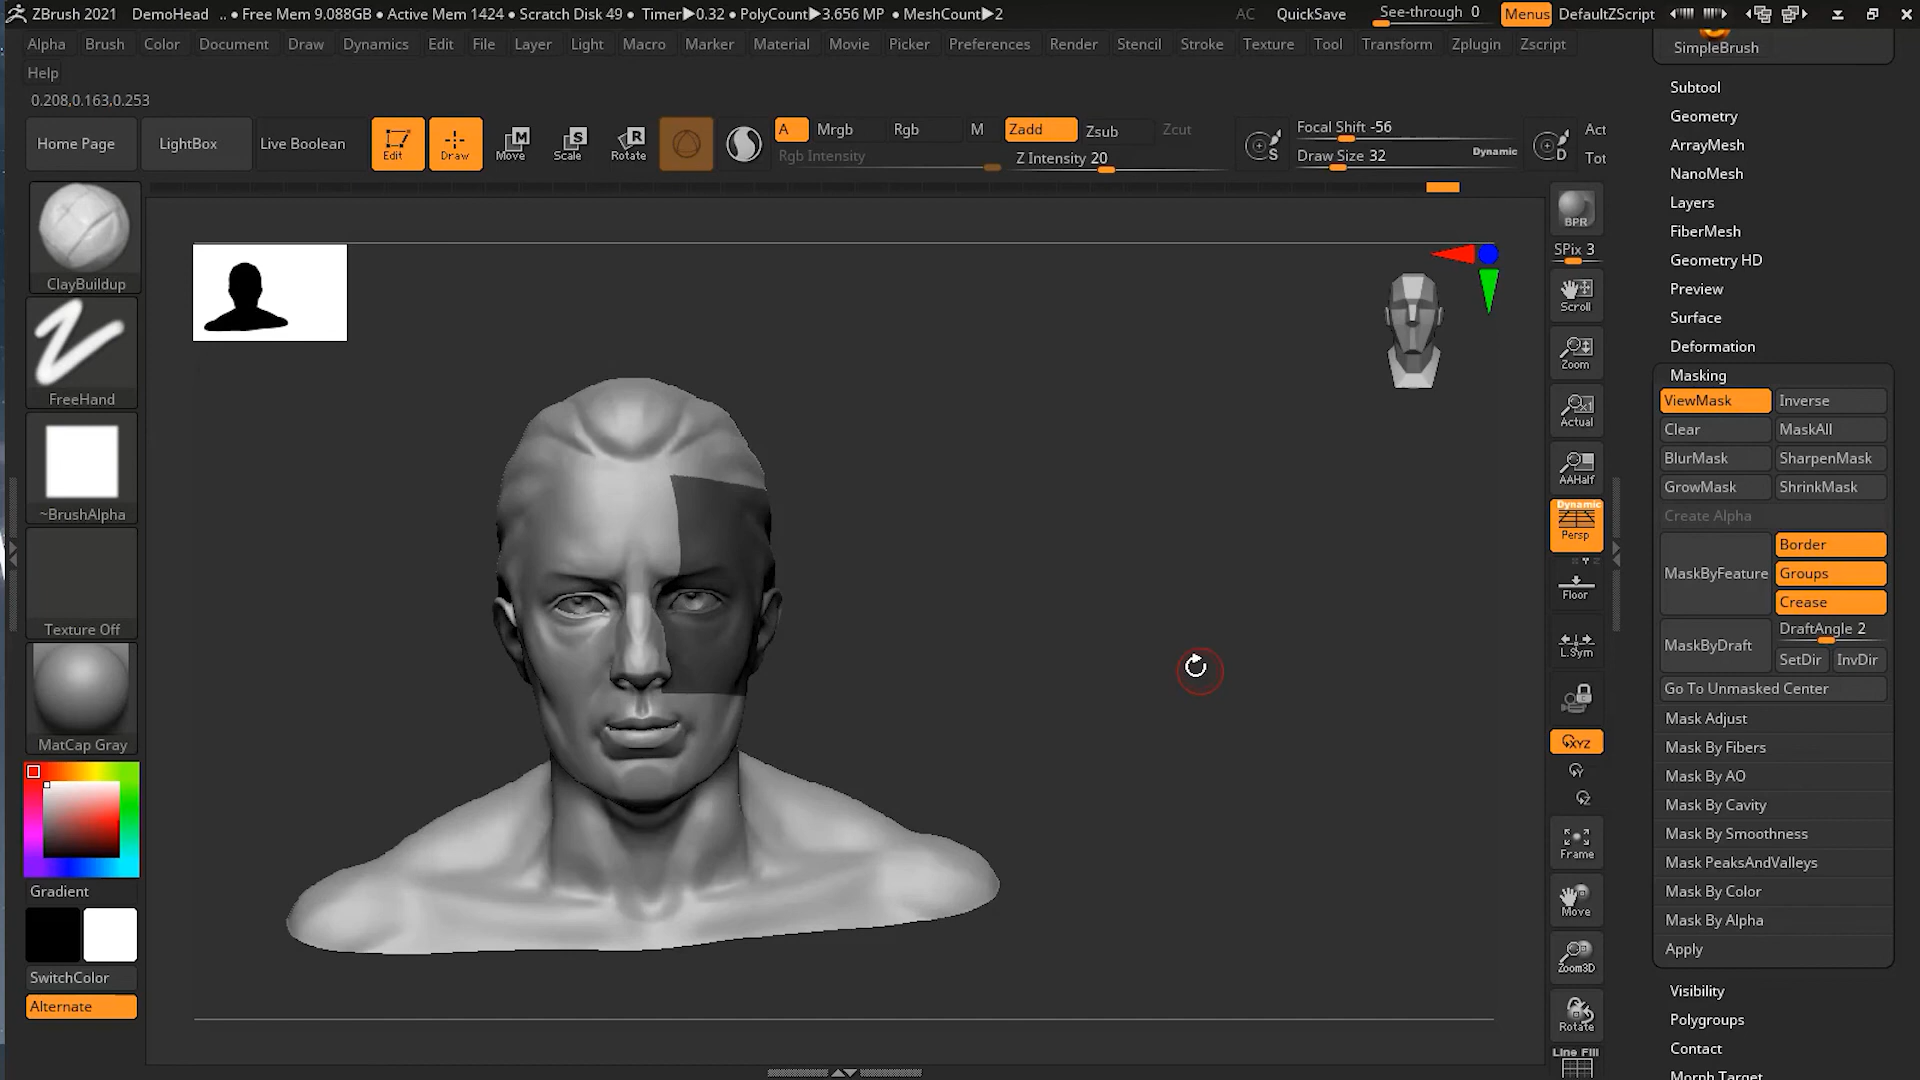 ZBrush 2021 DemoHead .. • Free Mem 9.088GB • Active Mem 1424 • Scratch Disk 49 • Timer▶0.32 • PolyCount▶3.656 MP • MeshCount▶2 AC QuickSave See-through 0 Menus DefaultZScript
Alpha Brush Color Document Draw Dynamics Edit File Layer Light Macro Marker Material Movie Picker Preferences Render Stencil Stroke Texture Tool Transform Zplugin Zscript
Help
0.208,0.163,0.253
Home Page
LightBox
Live Boolean
Edit
Draw
Move
Scale
Rotate
A Mrgb Rgb M Zadd Zsub Zcut
Rgb Intensity
Z Intensity 20
Focal Shift -56
Draw Size 32
Dynamic
Act
Tot
ClayBuildup
FreeHand
~BrushAlpha
Texture Off
MatCap Gray
Gradient
SwitchColor
Alternate
BPR
SPix 3
Scroll
Zoom
Actual
AAHalf
Dynamic
Persp
Floor
L.Sym
XYZ
Y
Z
Frame
Move
Zoom3D
Rotate
Line Fill
SimpleBrush
Subtool
Geometry
ArrayMesh
NanoMesh
Layers
FiberMesh
Geometry HD
Preview
Surface
Deformation
Masking
ViewMask Inverse
Clear MaskAll
BlurMask SharpenMask
GrowMask ShrinkMask
Create Alpha
MaskByFeature
Border
Groups
Crease
MaskByDraft
DraftAngle 2
SetDir InvDir
Go To Unmasked Center
Mask Adjust
Mask By Fibers
Mask By AO
Mask By Cavity
Mask By Smoothness
Mask PeaksAndValleys
Mask By Color
Mask By Alpha
Apply
Visibility
Polygroups
Contact
Morph Target